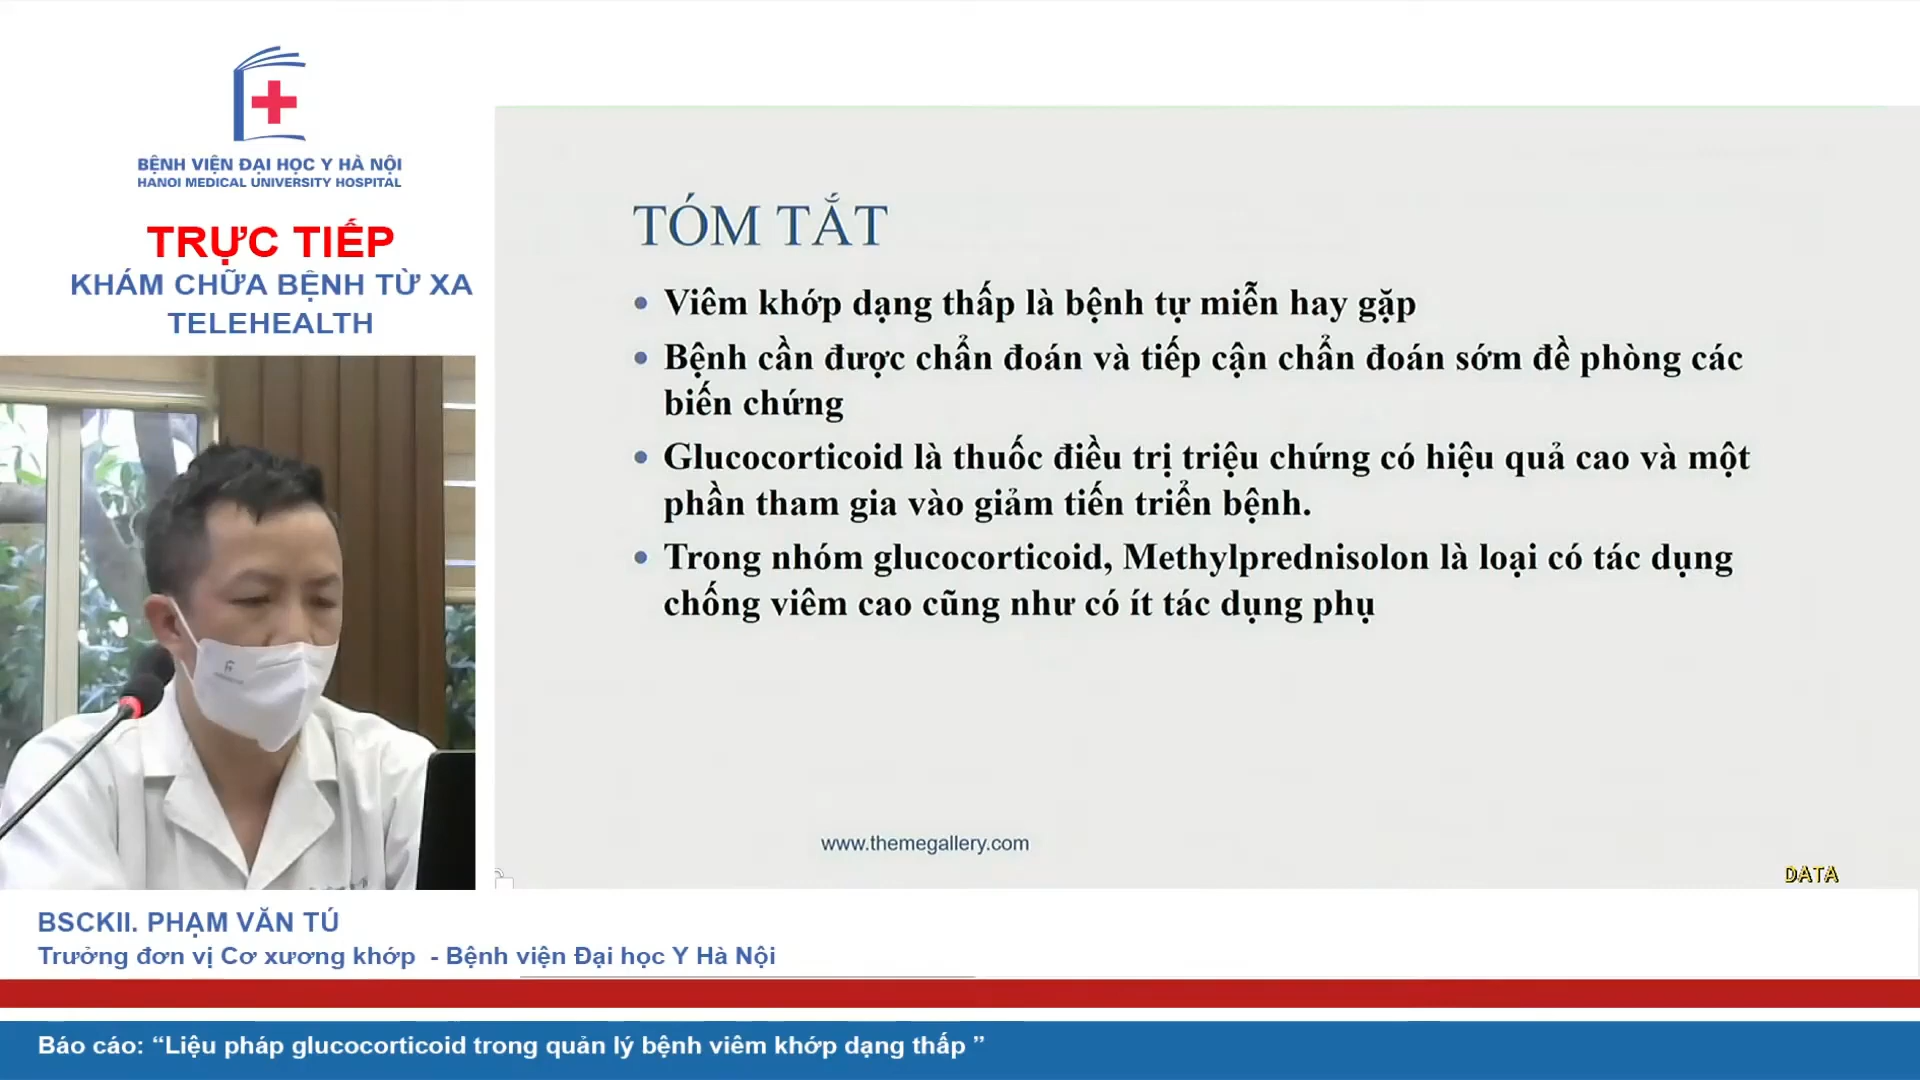 BỆNH VIỆN ĐẠI HỌC Y HÀ NỘI
HANOI MEDICAL UNIVERSITY HOSPITAL
TRỰC TIẾP
KHÁM CHỮA BỆNH TỪ XA
TELEHEALTH
TÓM TẮT
• Viêm khớp dạng thấp là bệnh tự miễn hay gặp
• Bệnh cần được chẩn đoán và tiếp cận chẩn đoán sớm đề phòng các
biến chứng
• Glucocorticoid là thuốc điều trị triệu chứng có hiệu quả cao và một
phần tham gia vào giảm tiến triển bệnh.
• Trong nhóm glucocorticoid, Methylprednisolon là loại có tác dụng
chống viêm cao cũng như có ít tác dụng phụ
www.themegallery.com
DATA
BSCKII. PHẠM VĂN TÚ
Trưởng đơn vị Cơ xương khớp - Bệnh viện Đại học Y Hà Nội
Báo cáo: “Liệu pháp glucocorticoid trong quản lý bệnh viêm khớp dạng thấp ”